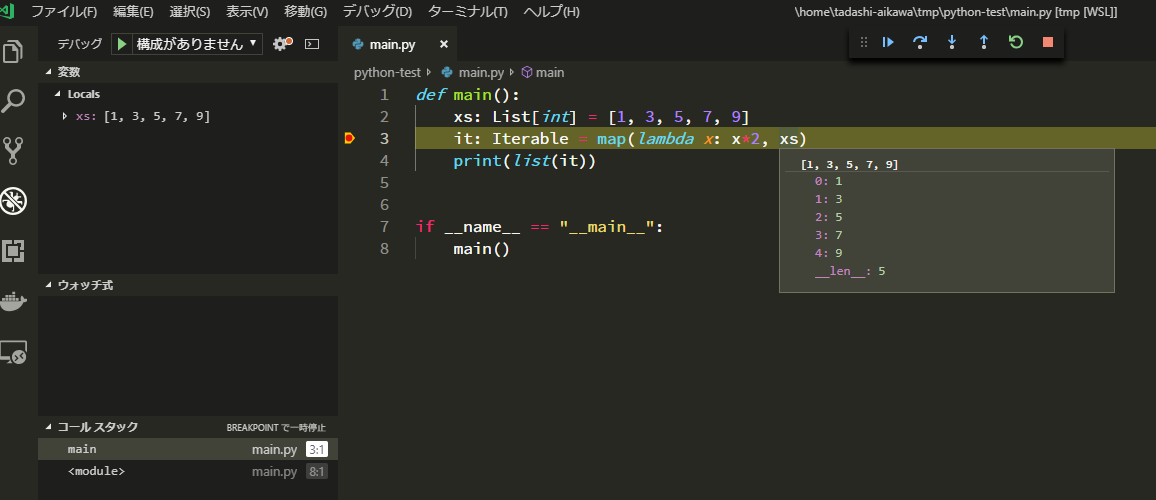 ファイル(F) 編集(E) 選択(S) 表示(V) 移動(G) デバッグ(D) ターミナル(T) ヘルプ(H) \home\tadashi-aikawa\tmp\python-test\main.py [tmp [WSL]]
デバッグ 構成がありません
変数
Locals
xs: [1, 3, 5, 7, 9]
ウォッチ式
コール スタック BREAKPOINT で一時停止
main main.py 3:1
<module> main.py 8:1
main.py ×
python-test main.py main
1 def main():
2 xs: List[int] = [1, 3, 5, 7, 9]
3 it: Iterable = map(lambda x: x*2, xs)
4 print(list(it))
5
6
7 if __name__ == "__main__":
8 main()
[1, 3, 5, 7, 9]
0: 1
1: 3
2: 5
3: 7
4: 9
__len__: 5